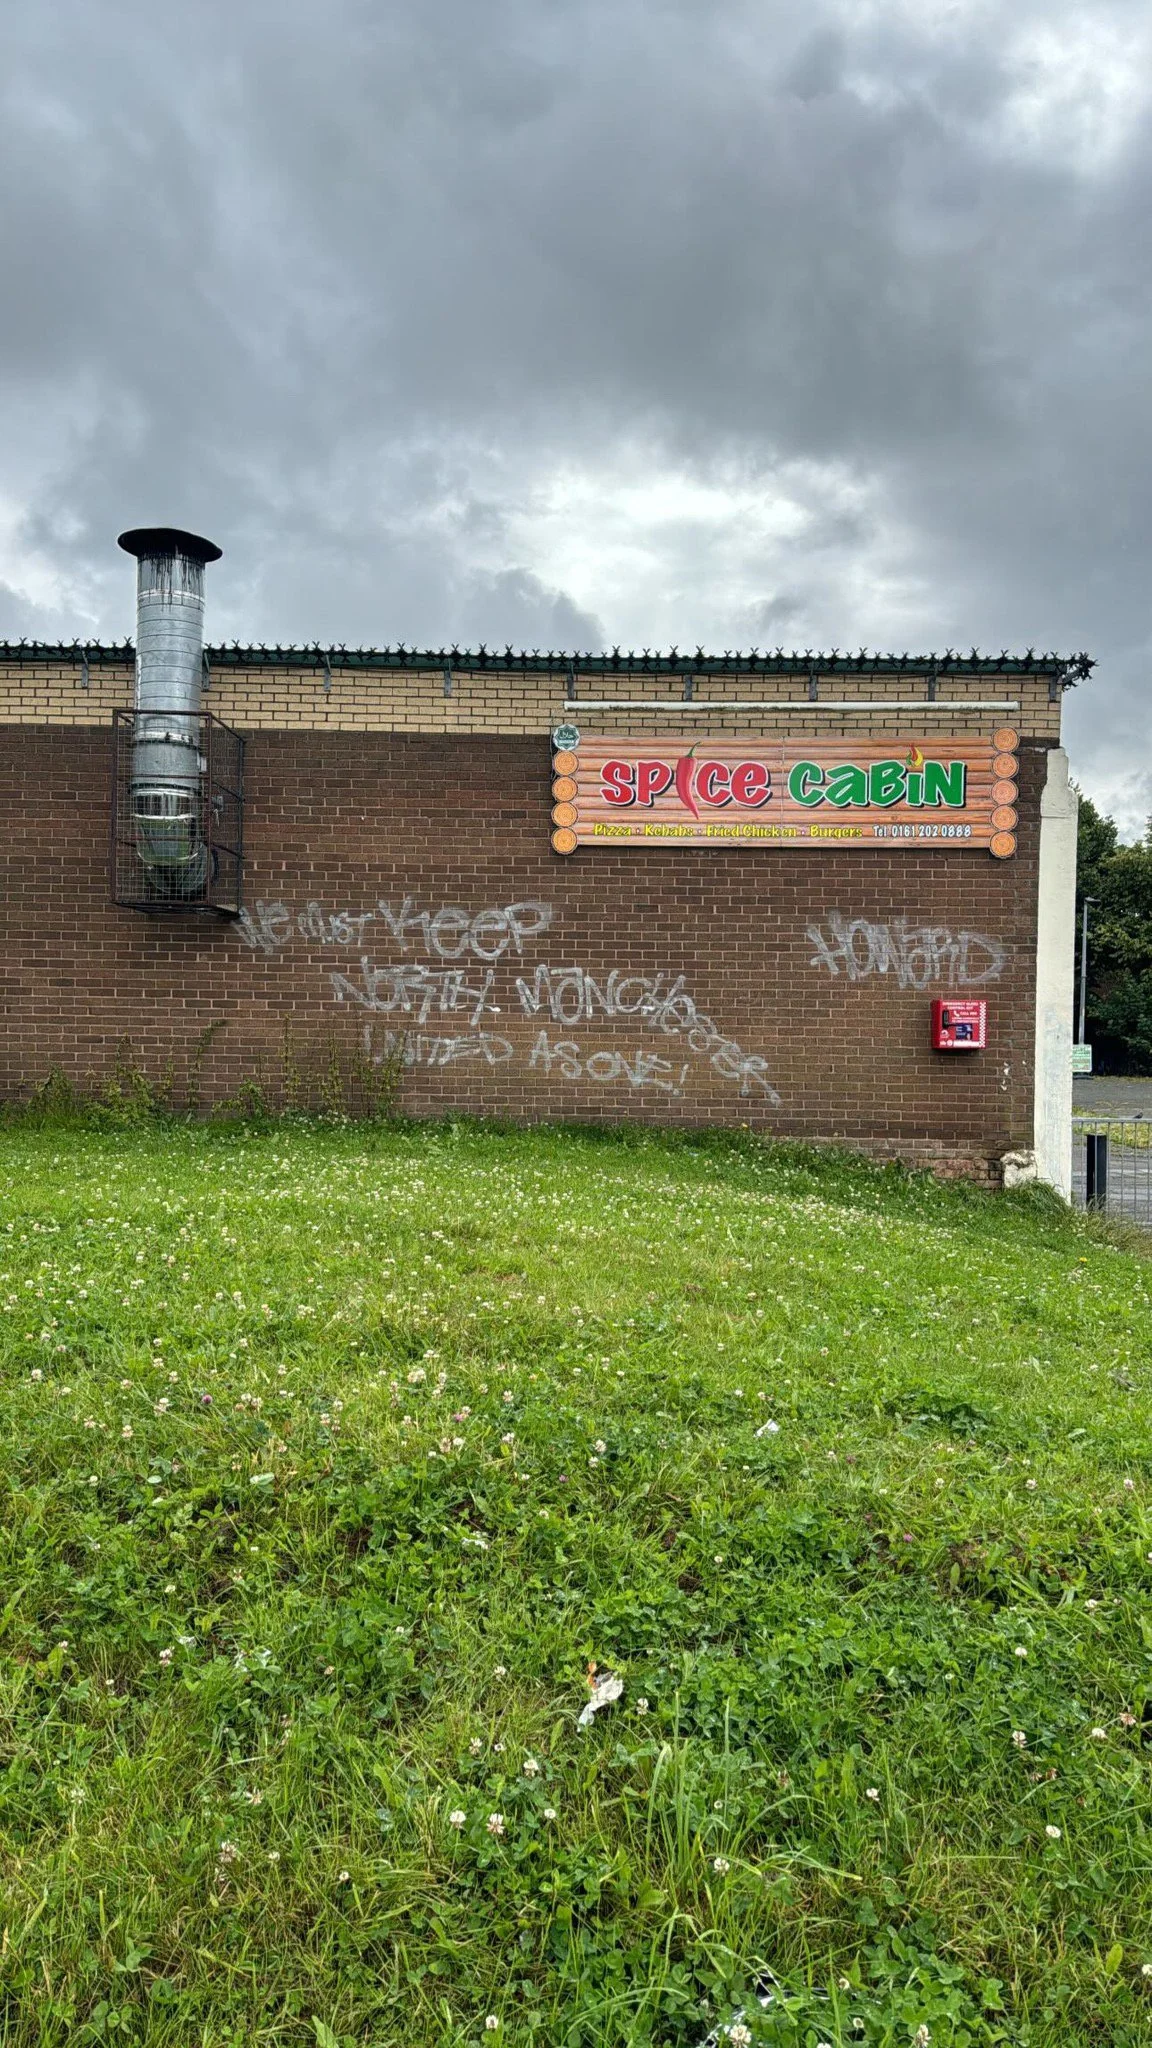 حلال
SPICE CABIN
Pizza • Kebabs • Fried Chicken • Burgers Tel 0161 202 0888
WE MUST KEEP
NORTH MANCHESTER
UNITED AS ONE!
HOWARD